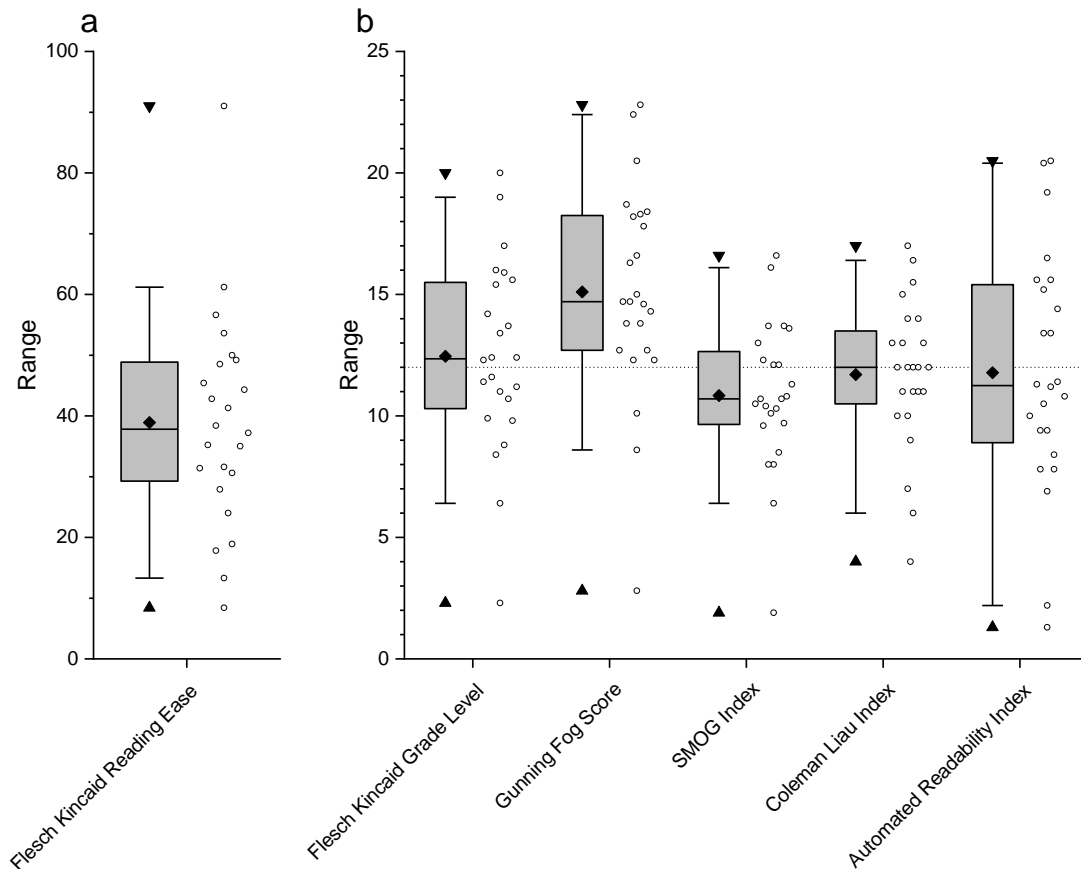 a
100
80
60
40
20
0
Range
Flesch Kincaid Reading Ease
b
25
20
15
10
5
0
Range
Flesch Kincaid Grade Level
Gunning Fog Score
SMOG Index
Coleman Liau Index
Automated Readability Index